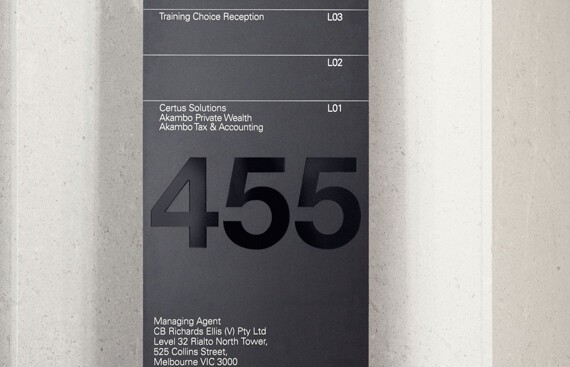 Training Choice Reception L03
L02
Certus Solutions L01
Akambo Private Wealth
Akambo Tax & Accounting
455
Managing Agent
CB Richards Ellis (V) Pty Ltd
Level 32 Rialto North Tower,
525 Collins Street,
Melbourne VIC 3000